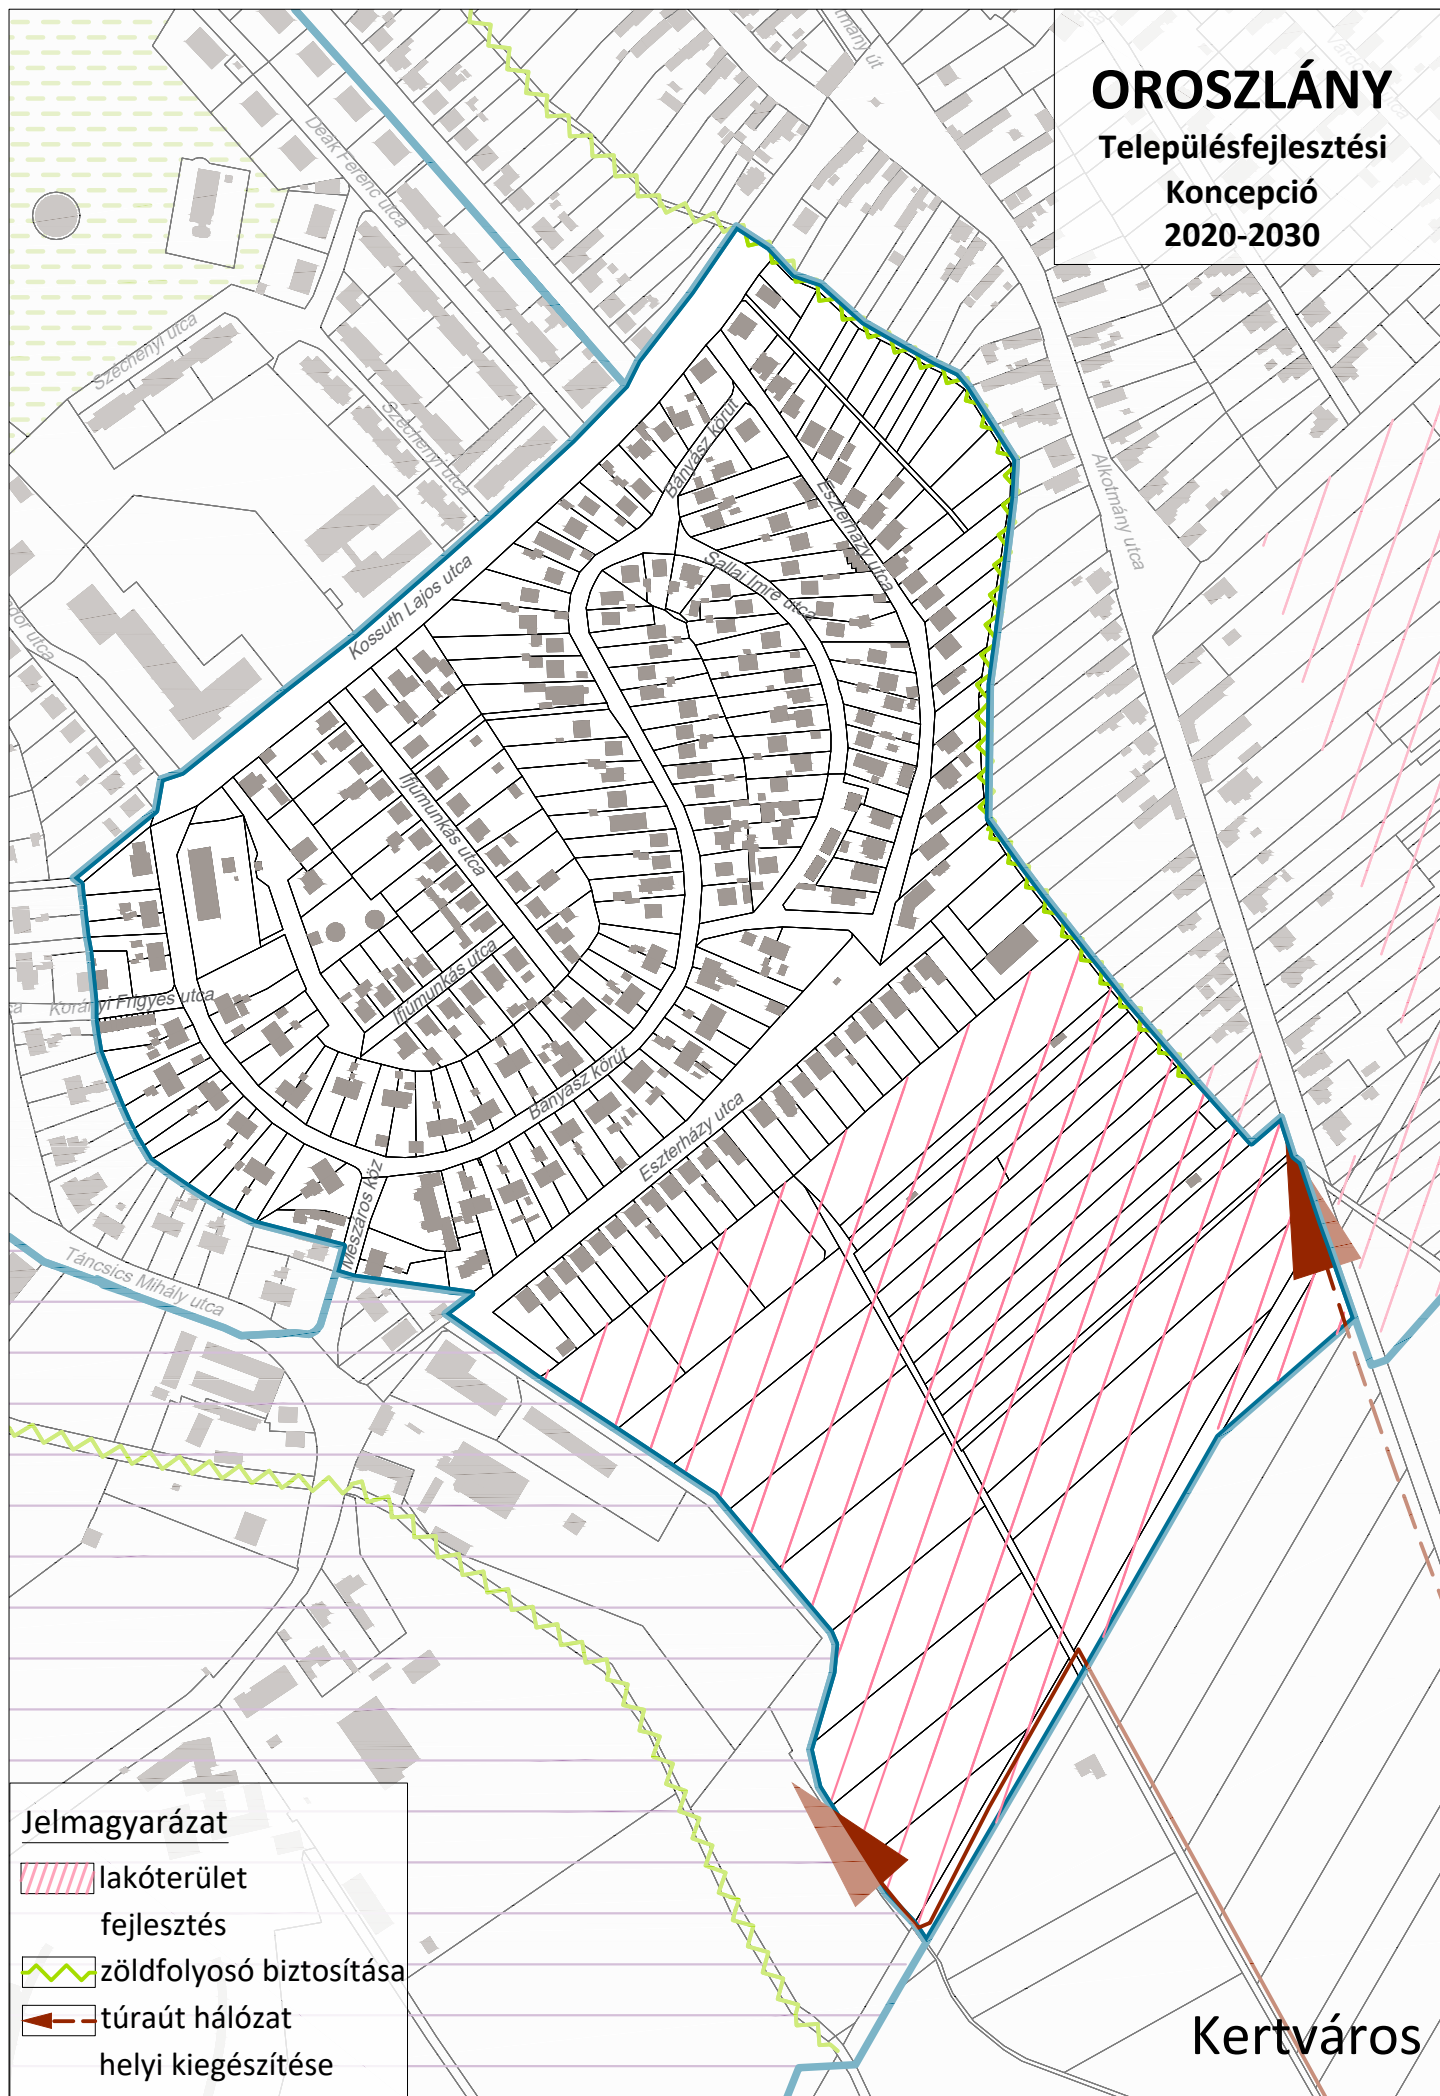 OROSZLÁNY
Településfejlesztési
Koncepció
2020-2030
Deák Ferenc utca
Széchenyi utca
Széchenyi utca
Alkotmány utca
Bányász körút
Eszterházy utca
Sallai Imre utca
Kossuth Lajos utca
Ifjúmunkás utca
Ifjúmunkás utca
Korányi Frigyes utca
Bányász körút
Eszterházy utca
Mészáros köz
Táncsics Mihály utca
Jelmagyarázat
lakóterület
fejlesztés
zöldfolyosó biztosítása
túraút hálózat
helyi kiegészítése
Kertváros